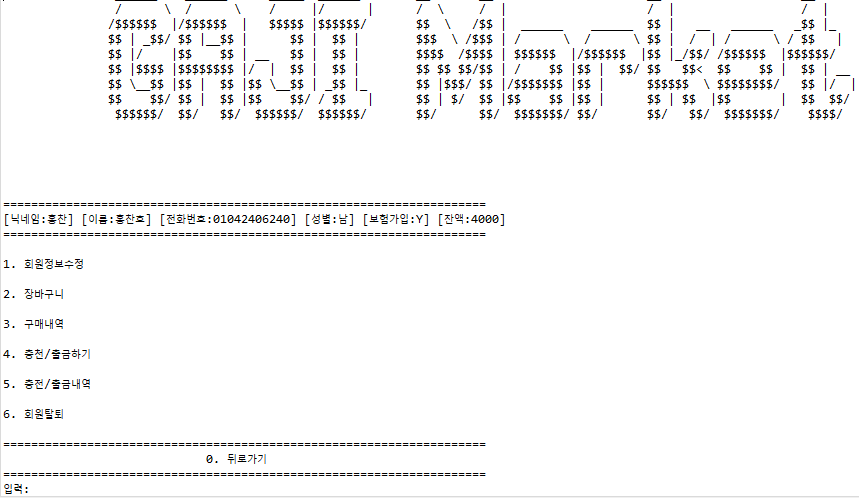 GAJI Market
==================================================================
[닉네임:홍찬] [이름:홍찬호] [전화번호:01042406240] [성별:남] [보험가입:Y] [잔액:4000]
==================================================================
1. 회원정보수정
2. 장바구니
3. 구매내역
4. 충천/출금하기
5. 충전/출금내역
6. 회원탈퇴
==================================================================
0. 뒤로가기
==================================================================
입력: